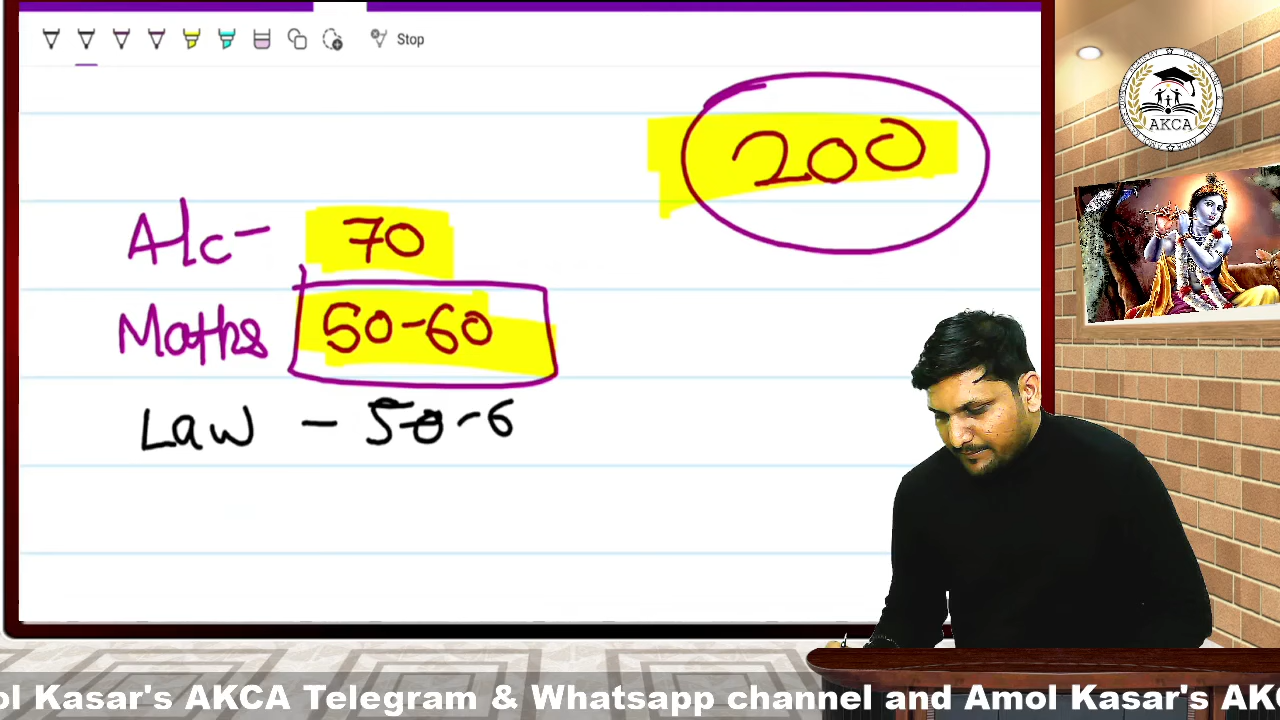 Stop
200
A/c - 70
Maths 50-60
Law - 50-6
AKCA
ol Kasar's AKCA Telegram & Whatsapp channel and Amol Kasar's AK